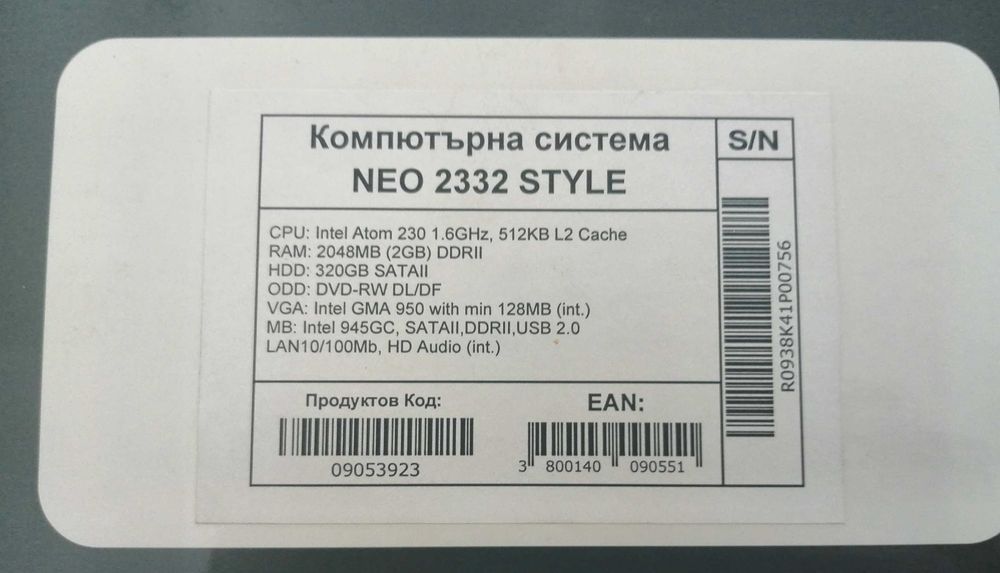 Компютърна система
NEO 2332 STYLE
S/N
CPU: Intel Atom 230 1.6GHz, 512KB L2 Cache
RAM: 2048MB (2GB) DDRII
HDD: 320GB SATAII
ODD: DVD-RW DL/DF
VGA: Intel GMA 950 with min 128MB (int.)
MB: Intel 945GC, SATAII,DDRII,USB 2.0
LAN10/100Mb, HD Audio (int.)
R0938K41P00756
Продуктов Код:
09053923
EAN:
3 800140 090551